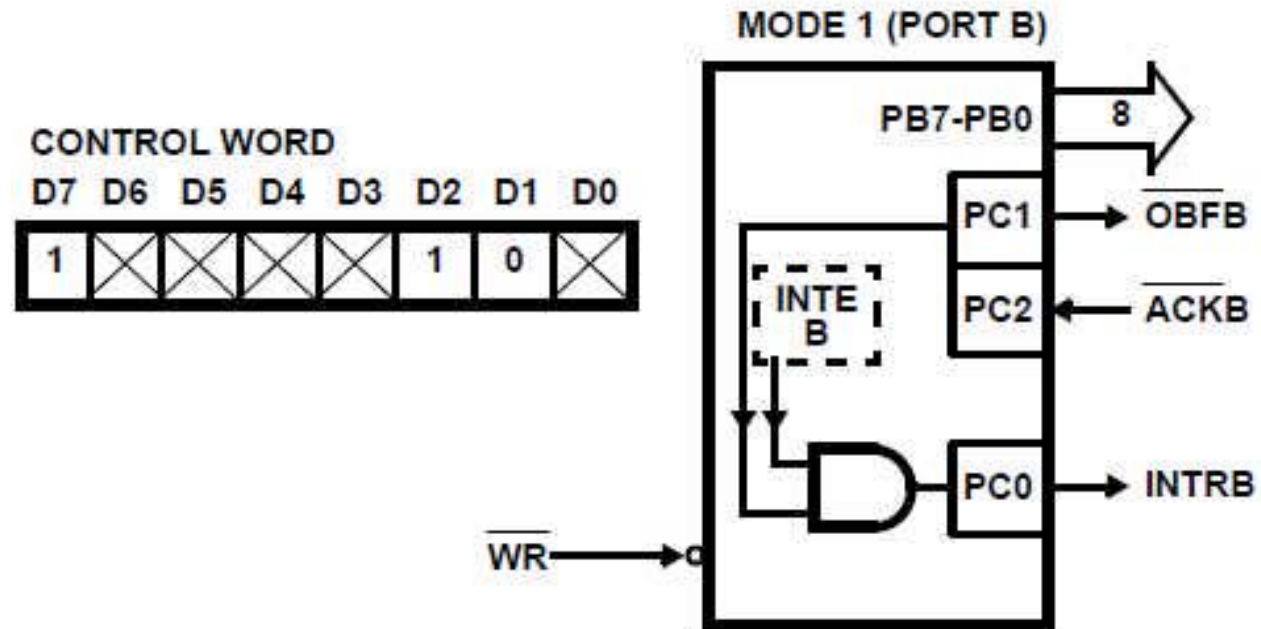 MODE 1 (PORT B)
CONTROL WORD
D7 D6 D5 D4 D3 D2 D1 D0
1 1 0
PB7-PB0
8
PC1
OBFB
INTE
B
PC2
ACKB
PC0
INTRB
WR